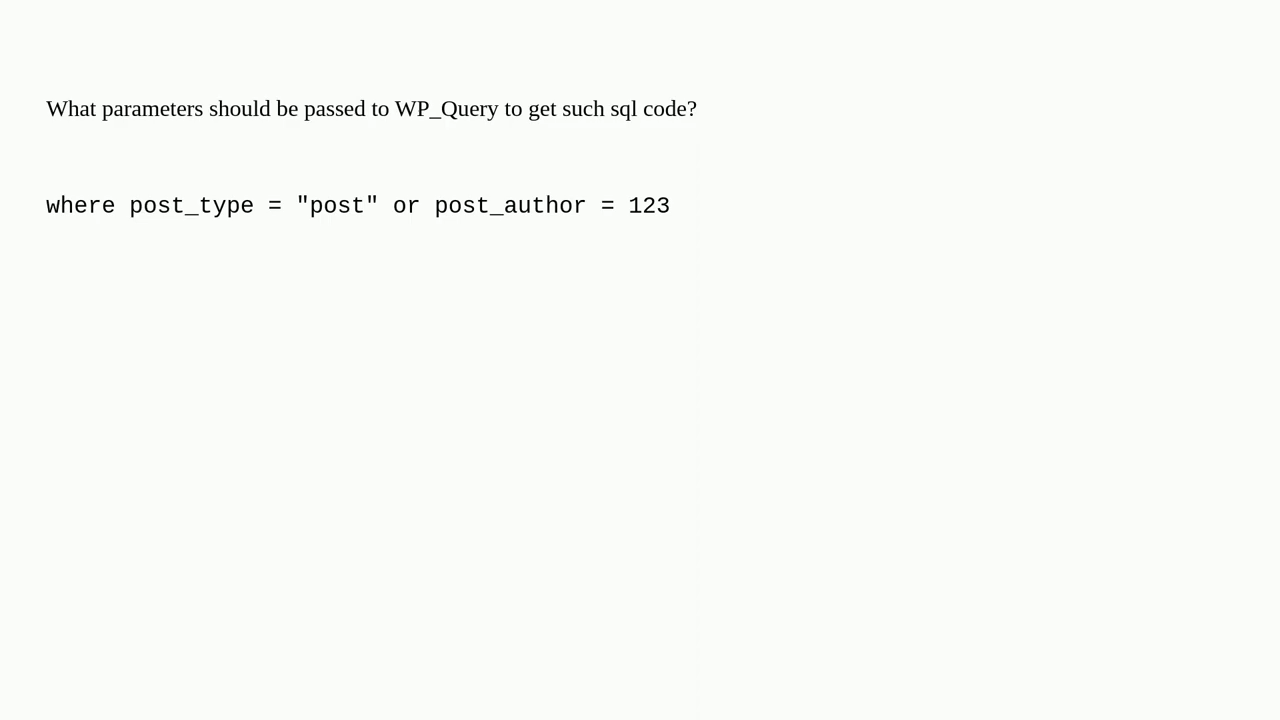 What parameters should be passed to WP_Query to get such sql code?
where post_type = "post" or post_author = 123